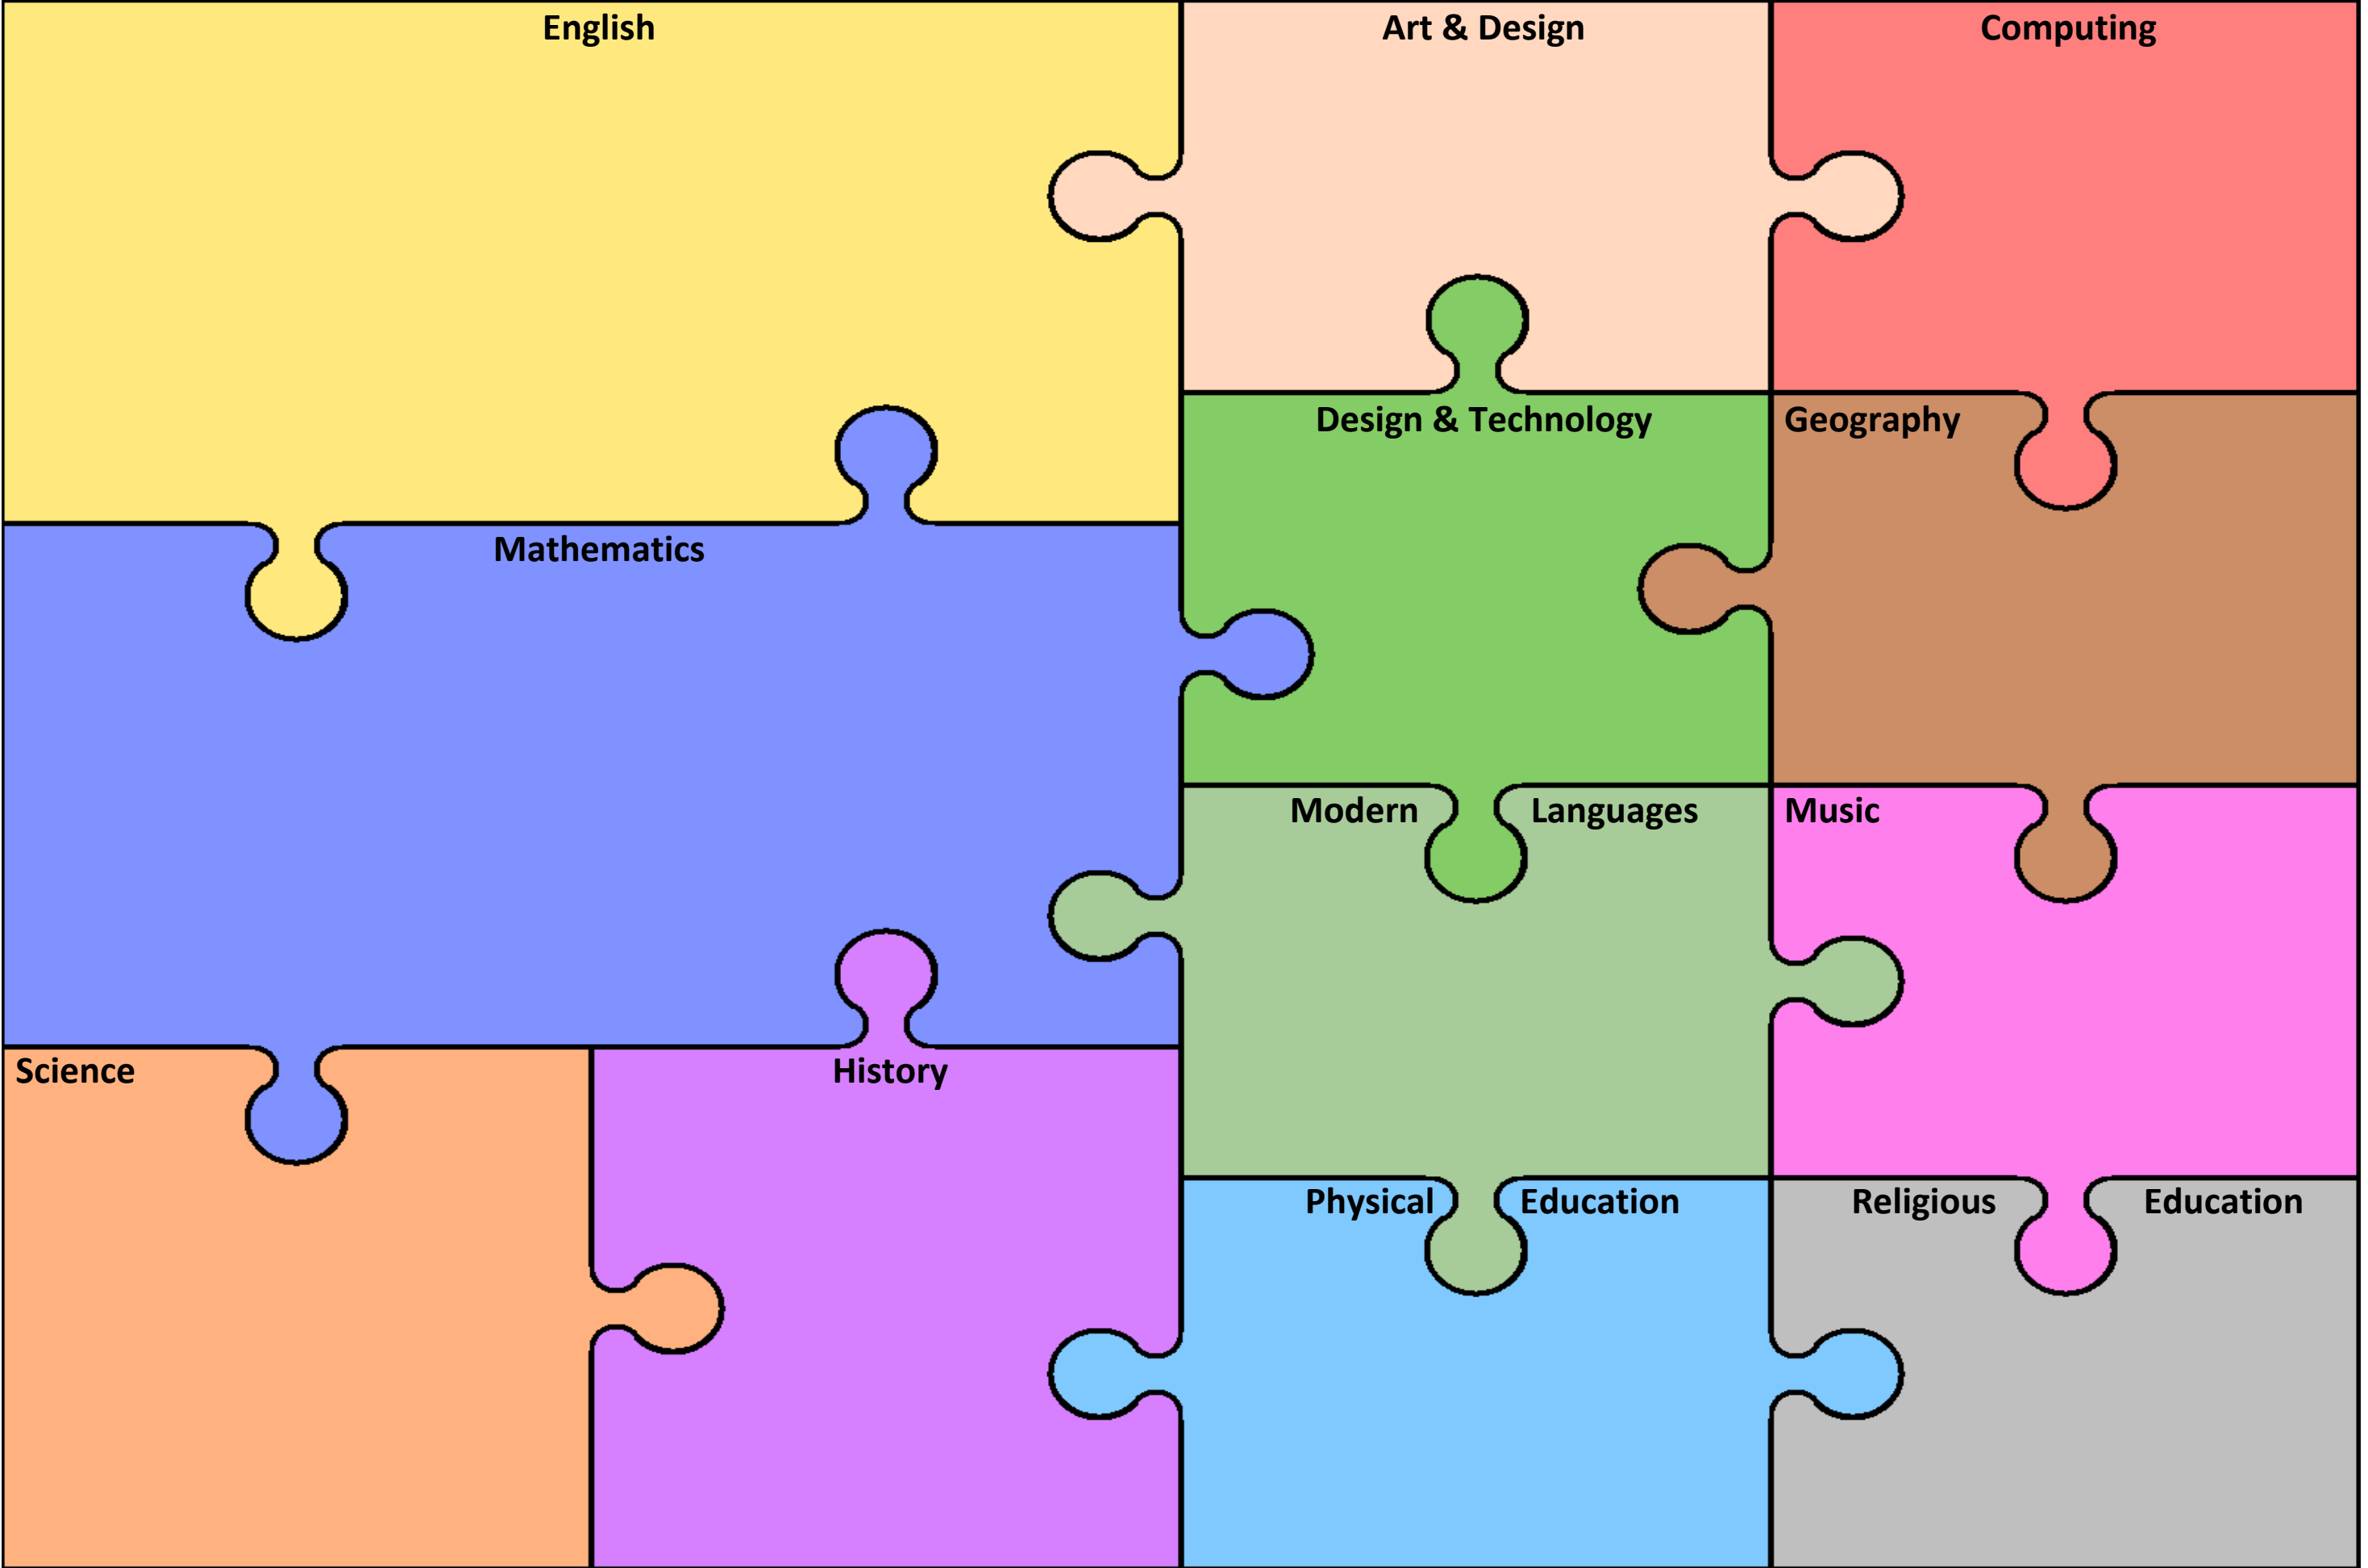 English
Art & Design
Computing
Design & Technology
Geography
Mathematics
Modern Languages
Music
Science
History
Physical Education
Religious Education